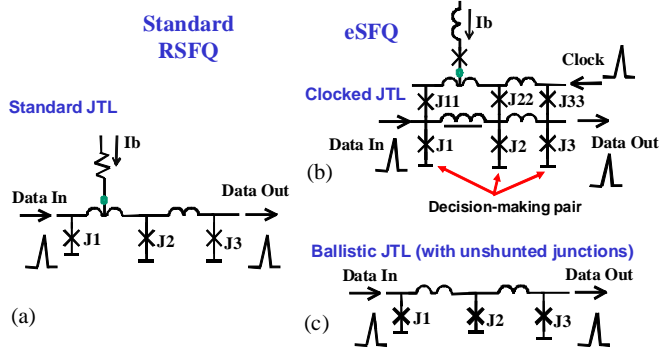 Standard
RSFQ
Standard JTL
Ib
Data In
Data Out
J1
J2
J3
(a)
eSFQ
Ib
Clock
Clocked JTL
J11
J22
J33
Data In
J1
J2
J3
Data Out
(b)
Decision-making pair
Ballistic JTL (with unshunted junctions)
Data In
Data Out
J1
J2
J3
(c)